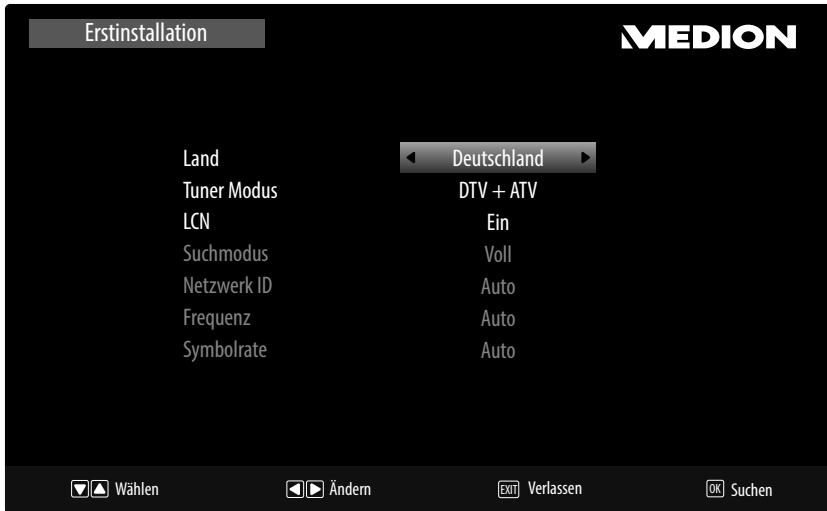 Erstinstallation
MEDION
Land Deutschland
Tuner Modus DTV + ATV
LCN Ein
Suchmodus Voll
Netzwerk ID Auto
Frequenz Auto
Symbolrate Auto
Wählen Ändern EXIT Verlassen OK Suchen